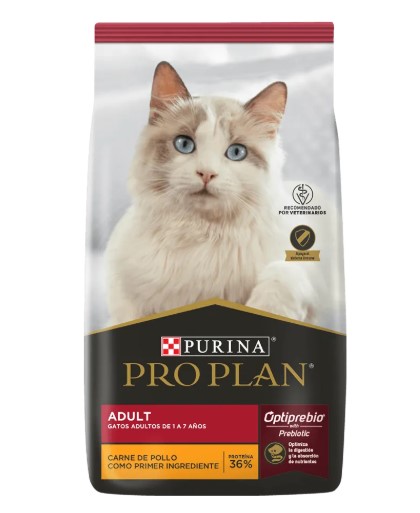 RECOMENDADO
POR VETERINARIOS
PURINA
PRO PLAN®
ADULT
GATOS ADULTOS DE 1 A 7 AÑOS
Optiprebio®
with
Prebiotic
Optimiza
la digestión
y la absorción
de nutrientes
CARNE DE POLLO
COMO PRIMER INGREDIENTE
PROTEÍNA
36%